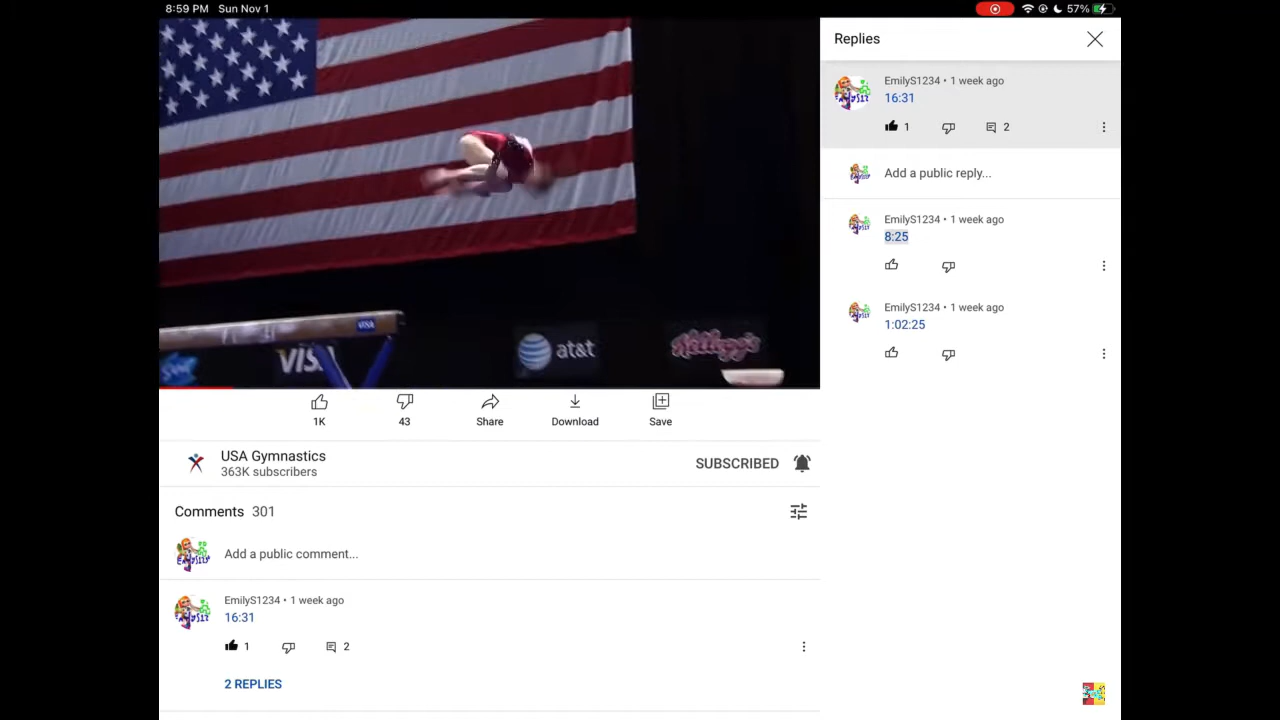 8:59 PM Sun Nov 1
57%
VISA
VISA
at&t
Kellogg's
1K
43
Share
Download
Save
USA Gymnastics
363K subscribers
SUBSCRIBED
Comments 301
Add a public comment...
EmilyS1234 • 1 week ago
16:31
1
2
2 REPLIES
Replies
EmilyS1234 • 1 week ago
16:31
1
2
Add a public reply...
EmilyS1234 • 1 week ago
8:25
EmilyS1234 • 1 week ago
1:02:25